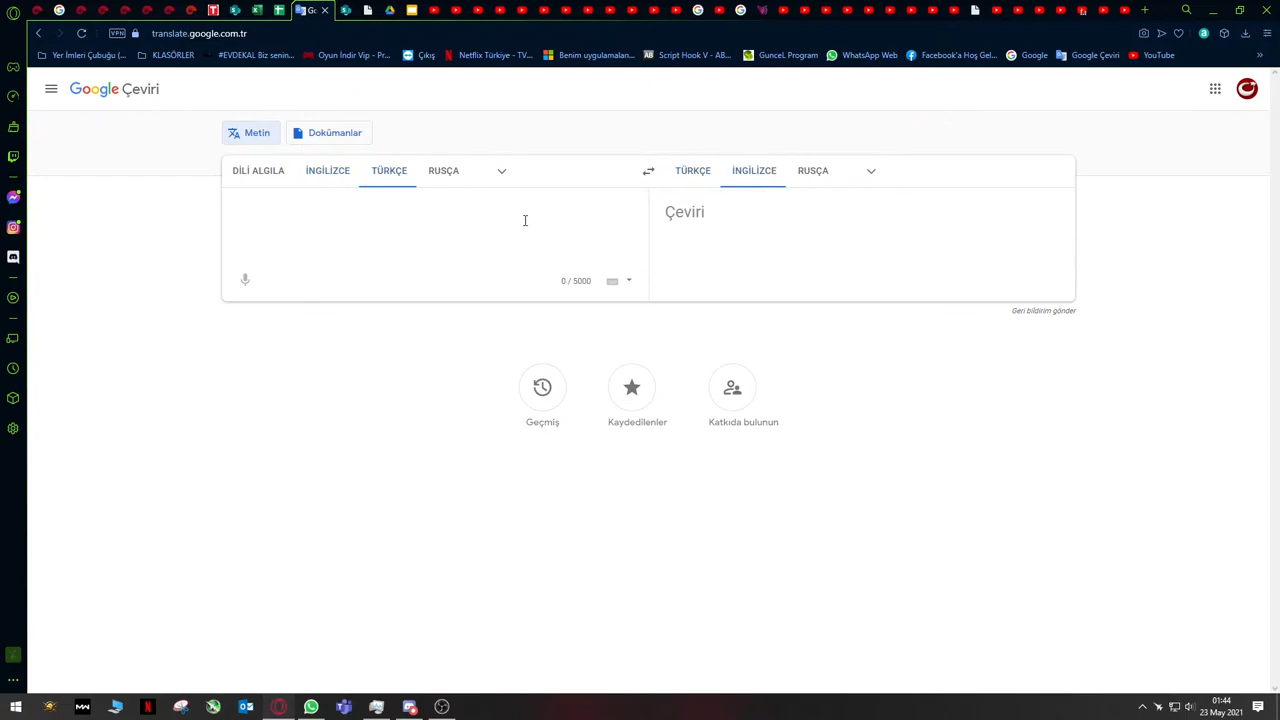 Go
VPN
translate.google.com.tr
Yer İmleri Çubuğu (...
KLASÖRLER
#EVDEKAL Biz senin...
Oyun İndir Vip - Pr...
Çıkış
Netflix Türkiye - TV...
Benim uygulamaları...
Script Hook V - AB...
Guncel Program
WhatsApp Web
Facebook'a Hoş Gel...
Google
Google Çeviri
YouTube
Google Çeviri
Metin
Dokümanlar
DİLİ ALGILA
İNGİLİZCE
TÜRKÇE
RUSÇA
TÜRKÇE
İNGİLİZCE
RUSÇA
Çeviri
0 / 5000
Geri bildirim gönder
Geçmiş
Kaydedilenler
Katkıda bulunun
01:44
23 May 2021